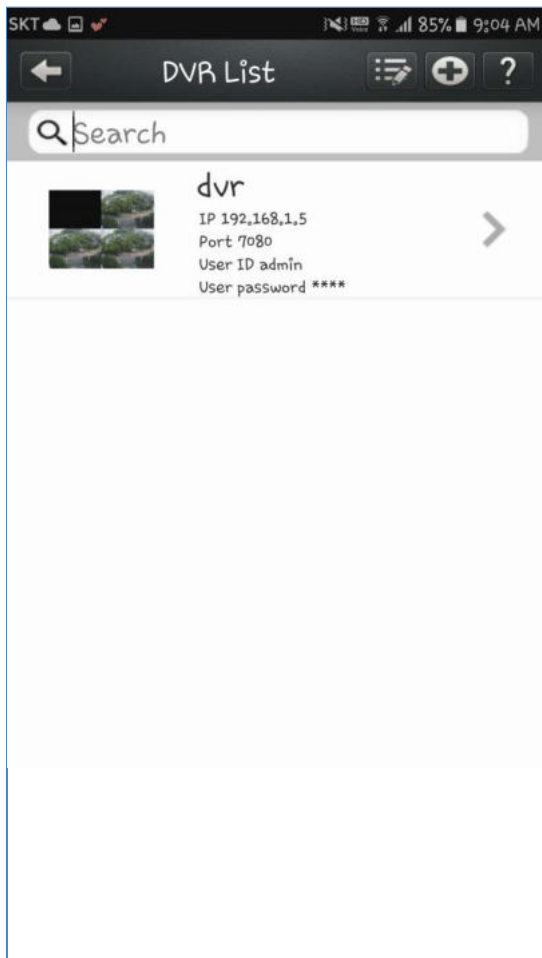 SKT 85% 9:04 AM
DVR List ?
Search
dvr
IP 192.168.1.5
Port 7080
User ID admin
User password ****